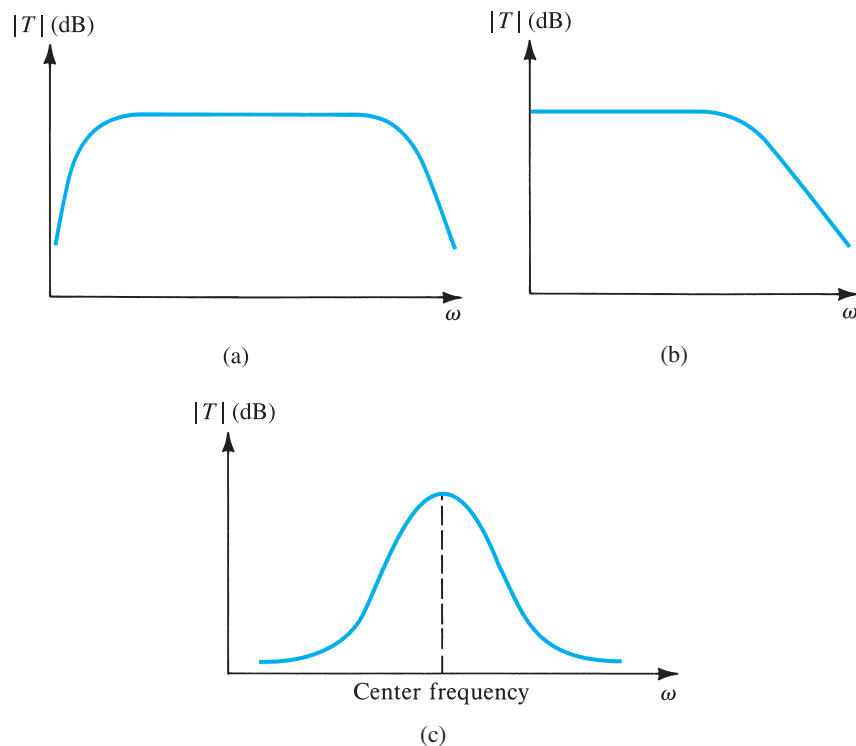 |T| (dB)
ω
(a)
|T| (dB)
ω
(b)
|T| (dB)
Center frequency
ω
(c)